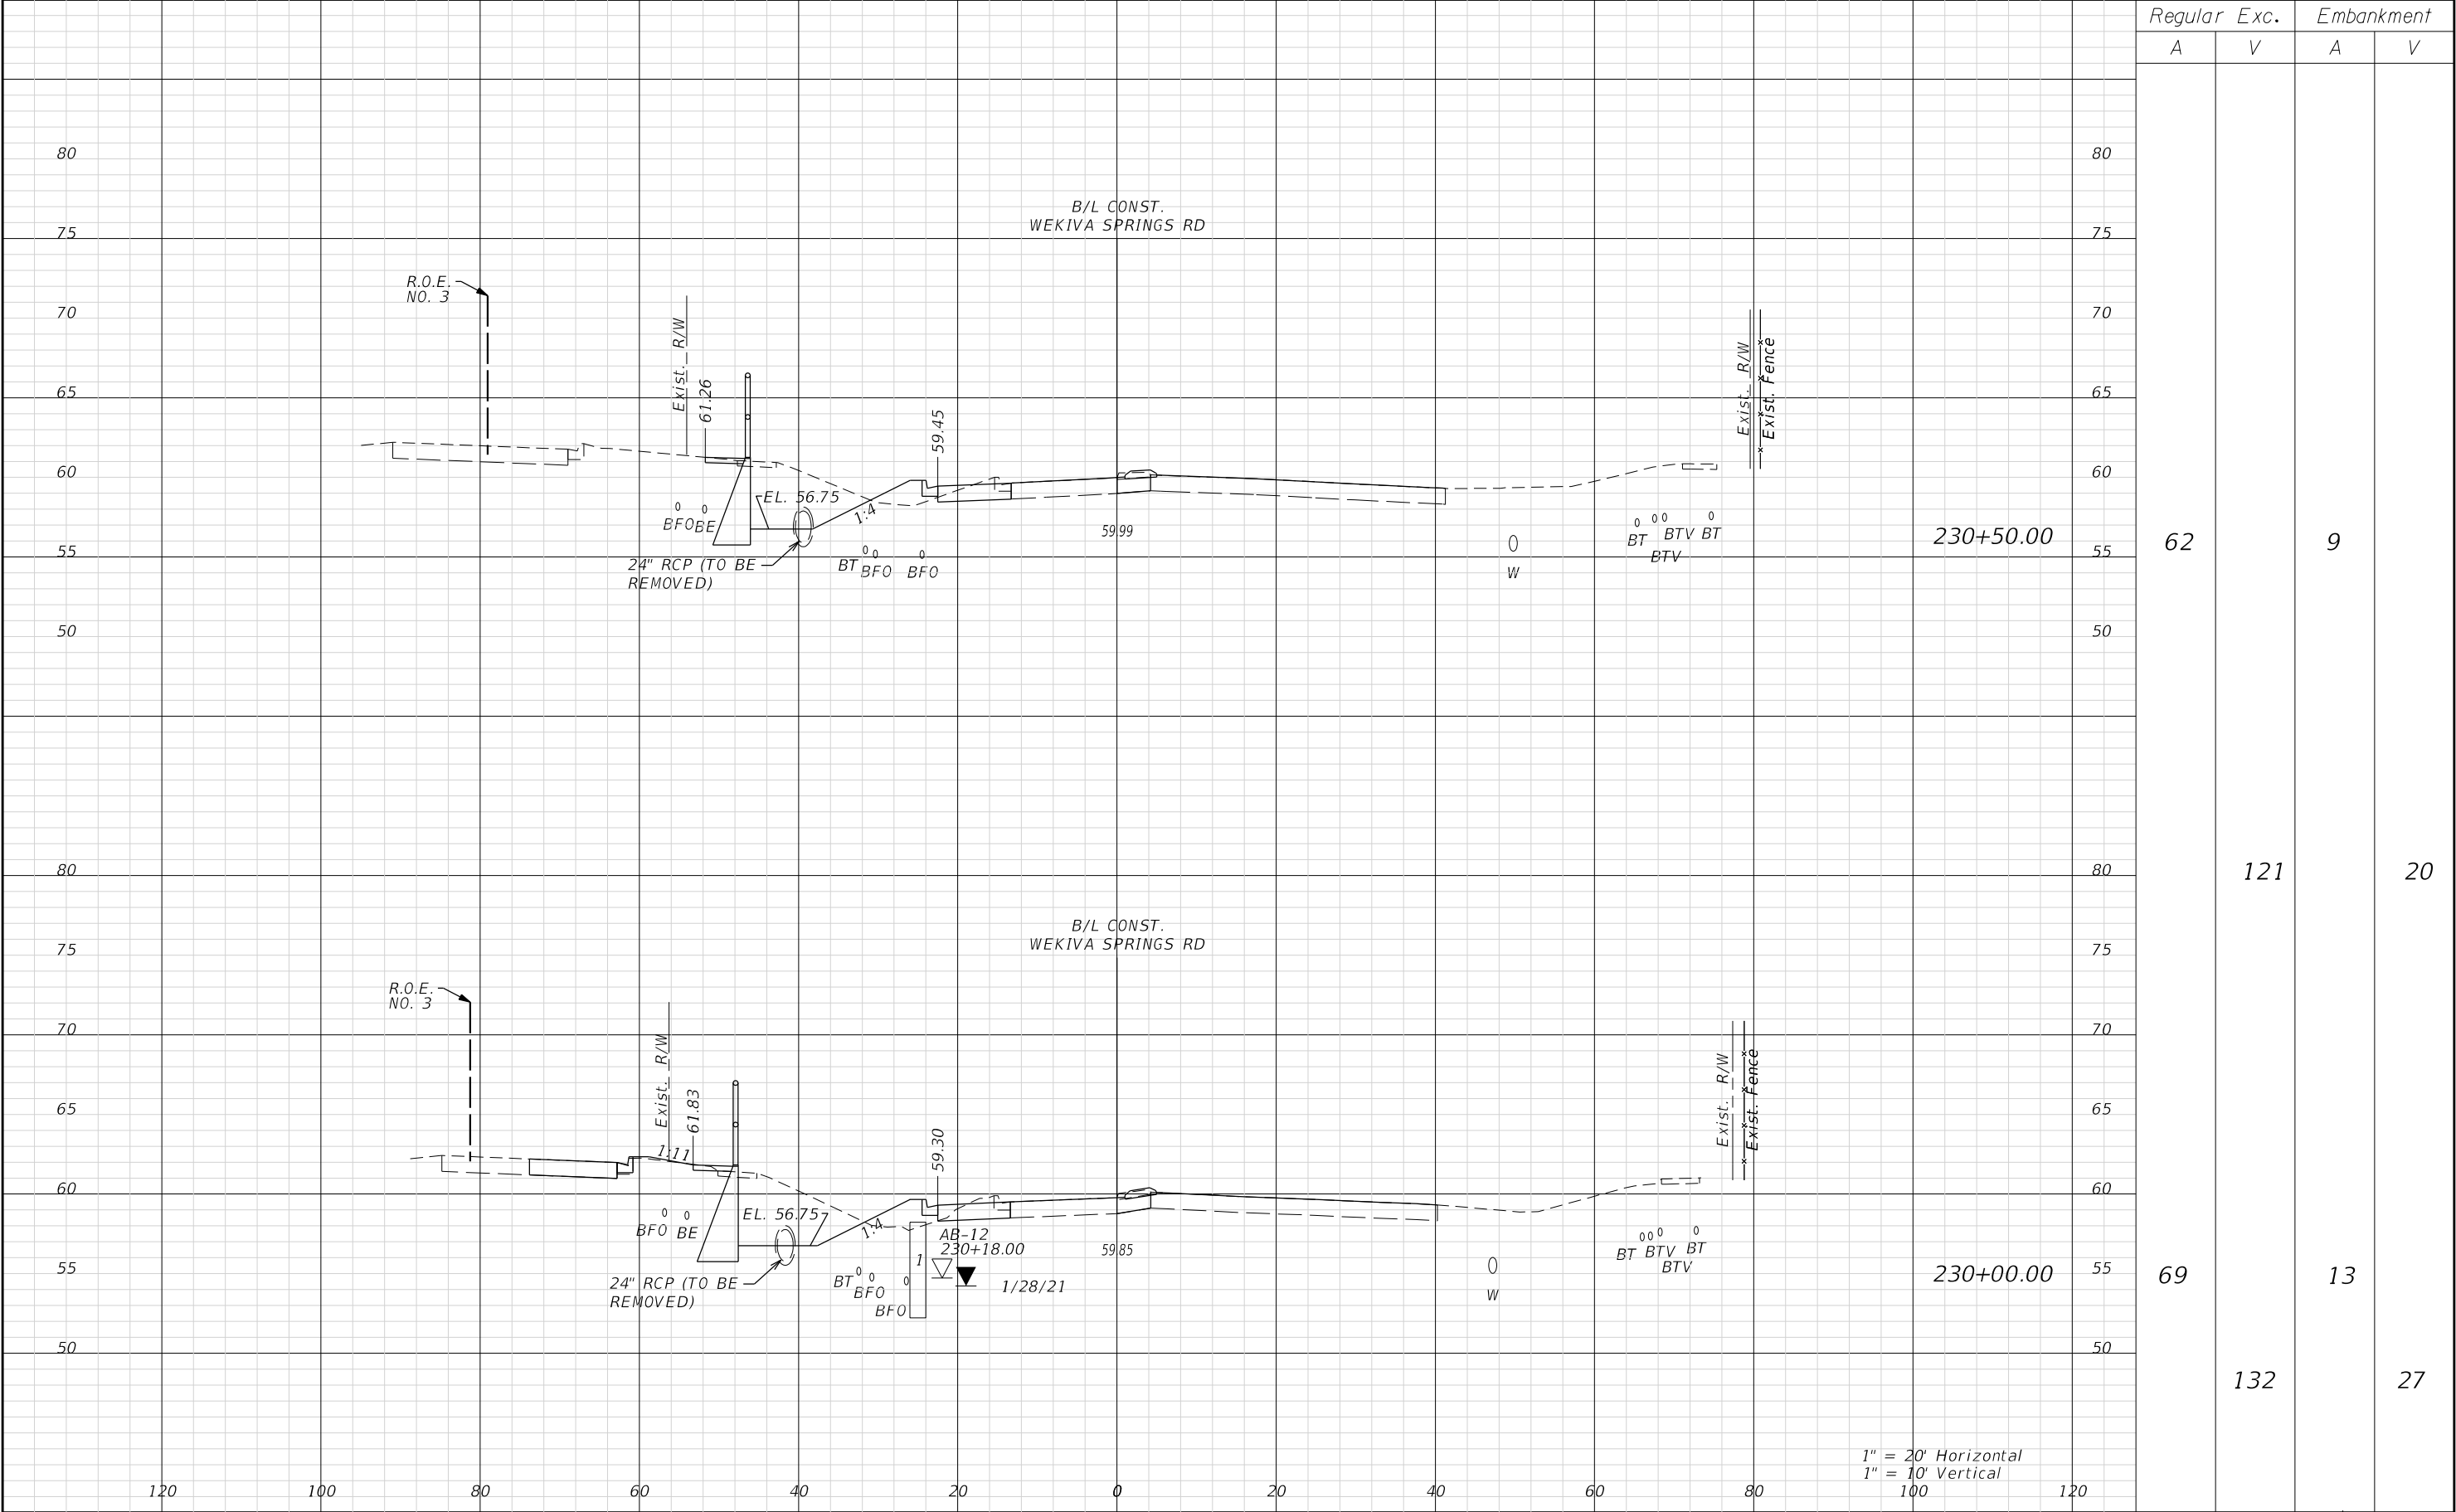 Regular Exc.
Embankment
A
V
A
V
80
80
B/L CONST.
WEKIVA SPRINGS RD
75
75
R.O.E.
NO. 3
70
70
Exist. R/W
61.26
59.45
Exist. R/W
Exist. Fence
65
65
60
60
EL. 56.75
1:4
BFO
BE
59.99
BT
BTV
BT
BTV
230+50.00
62
9
55
55
24" RCP (TO BE
REMOVED)
BT
BFO
BFO
W
50
50
80
80
121
20
B/L CONST.
WEKIVA SPRINGS RD
75
75
R.O.E.
NO. 3
70
70
Exist. R/W
61.83
59.30
Exist. R/W
Exist. Fence
65
65
1:11
60
60
EL. 56.75
1:4
BFO
BE
AB-12
230+18.00
59.85
BT
BTV
BT
BTV
1
55
55
230+00.00
69
13
24" RCP (TO BE
REMOVED)
BT
BFO
BFO
1/28/21
W
50
50
132
27
1" = 20' Horizontal
1" = 10' Vertical
120
100
80
60
40
20
0
20
40
60
80
100
120